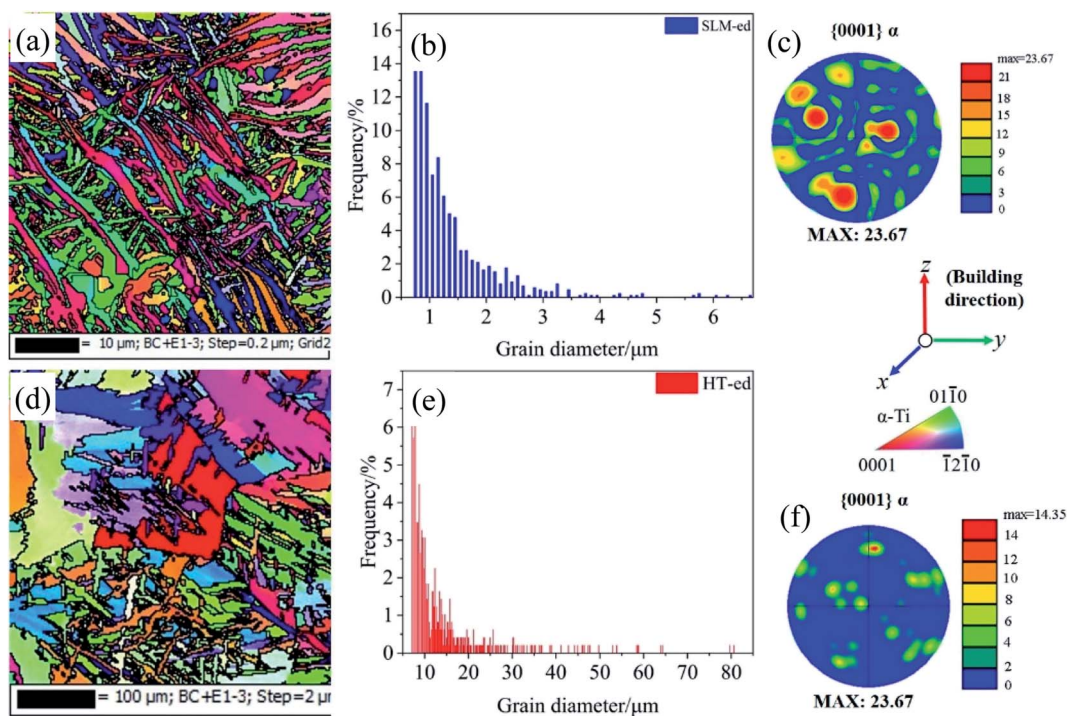 (a)
= 10 µm; BC+E1-3; Step=0.2 µm; Grid2
(b)
SLM-ed
16
14
12
10
8
6
4
2
0
Frequency/%
1 2 3 4 5 6
Grain diameter/µm
(c)
{0001} α
max=23.67
21
18
15
12
9
6
3
0
MAX: 23.67
z
(Building
direction)
y
x
01̄10
α-Ti
0001
1̄21̄0
(d)
= 100 µm; BC+E1-3; Step=2 µm
(e)
HT-ed
7
6
5
4
3
2
1
0
Frequency/%
10 20 30 40 50 60 70 80
Grain diameter/µm
{0001} α
(f)
max=14.35
14
12
10
8
6
4
2
0
MAX: 23.67